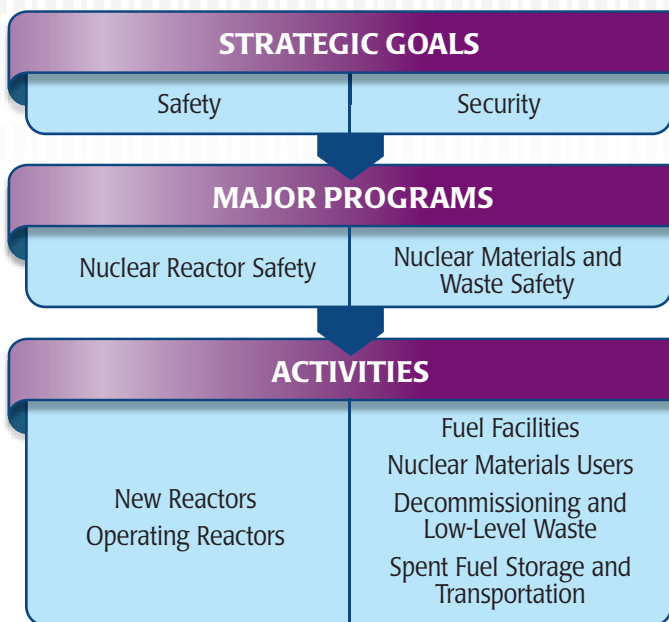 STRATEGIC GOALS
Safety
Security
MAJOR PROGRAMS
Nuclear Reactor Safety
Nuclear Materials and
Waste Safety
ACTIVITIES
New Reactors
Operating Reactors
Fuel Facilities
Nuclear Materials Users
Decommissioning and
Low-Level Waste
Spent Fuel Storage and
Transportation